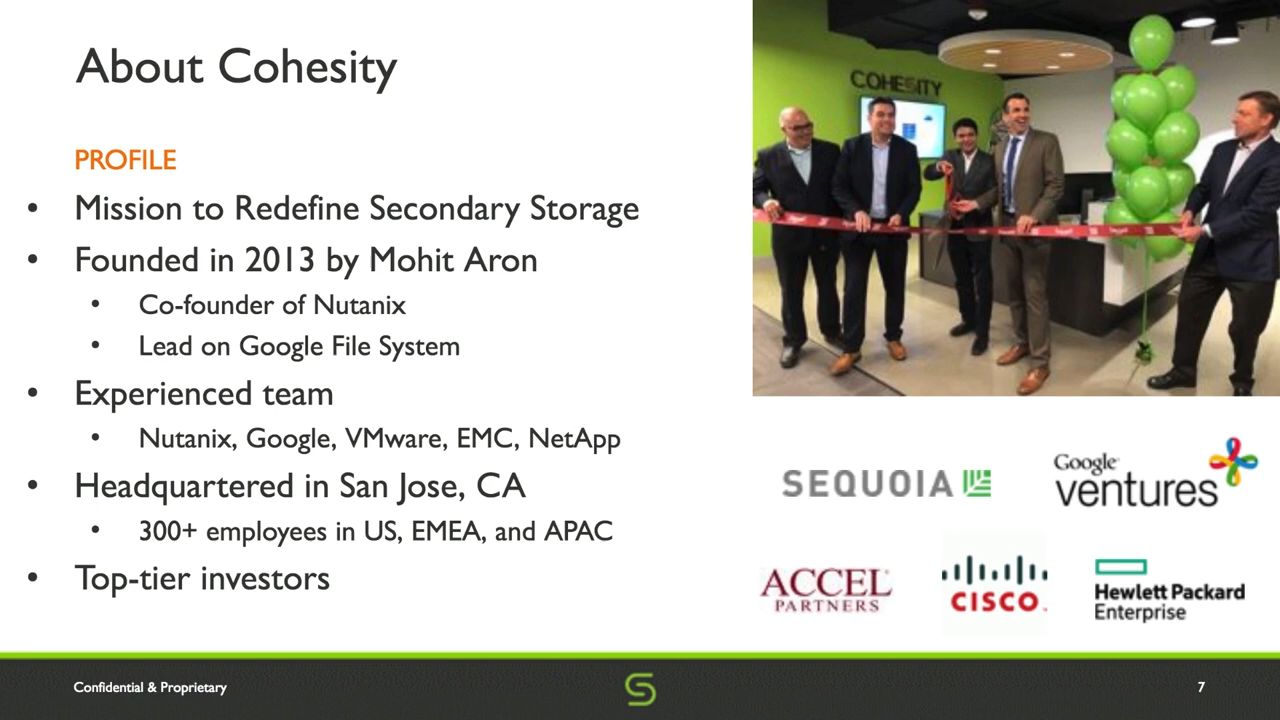 About Cohesity
PROFILE
• Mission to Redefine Secondary Storage
• Founded in 2013 by Mohit Aron
• Co-founder of Nutanix
• Lead on Google File System
• Experienced team
• Nutanix, Google, VMware, EMC, NetApp
• Headquartered in San Jose, CA
• 300+ employees in US, EMEA, and APAC
• Top-tier investors
COHESITY
SEQUOIA
Google
ventures
ACCEL
PARTNERS
CISCO
Hewlett Packard
Enterprise
Confidential & Proprietary
7